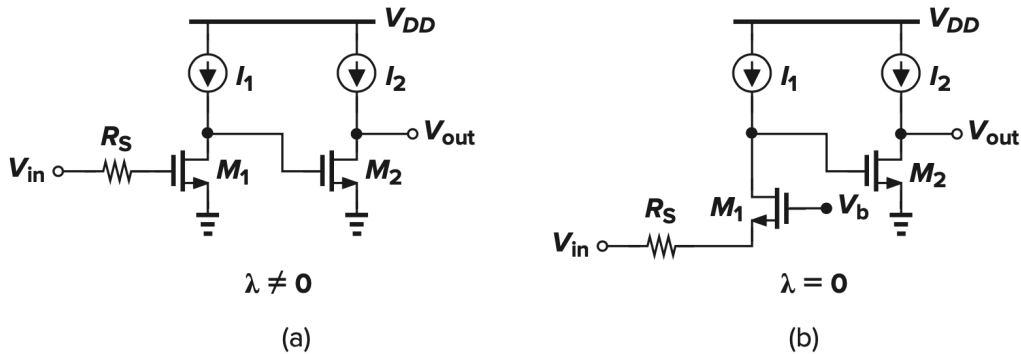 V_DD V_DD
I_1 I_2 I_1 I_2
V_out V_out
R_S
V_in M_1 M_2 M_2
R_S M_1 V_b
V_in
λ ≠ 0 λ = 0
(a) (b)